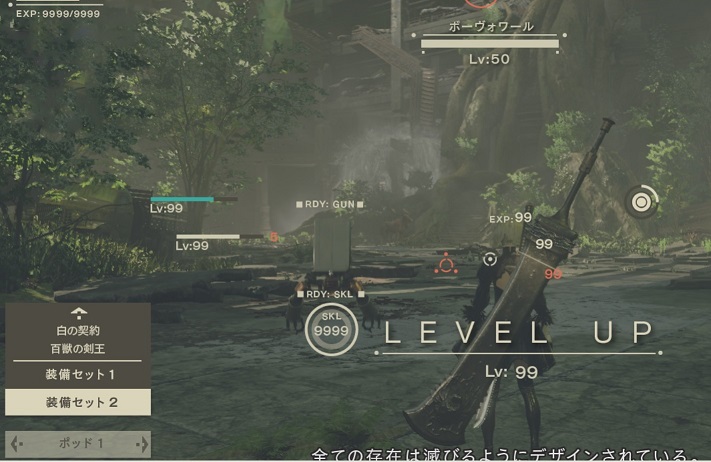 EXP:9999/9999
ボーヴォワール
Lv:50
RDY: GUN
Lv:99
EXP:99
Lv:99
5
99
99
RDY: SKL
SKL
9999
LEVEL UP
Lv: 99
白の契約
百獣の剣王
装備セット1
装備セット2
ポッド1
全ての存在は滅びるようにデザインされている。